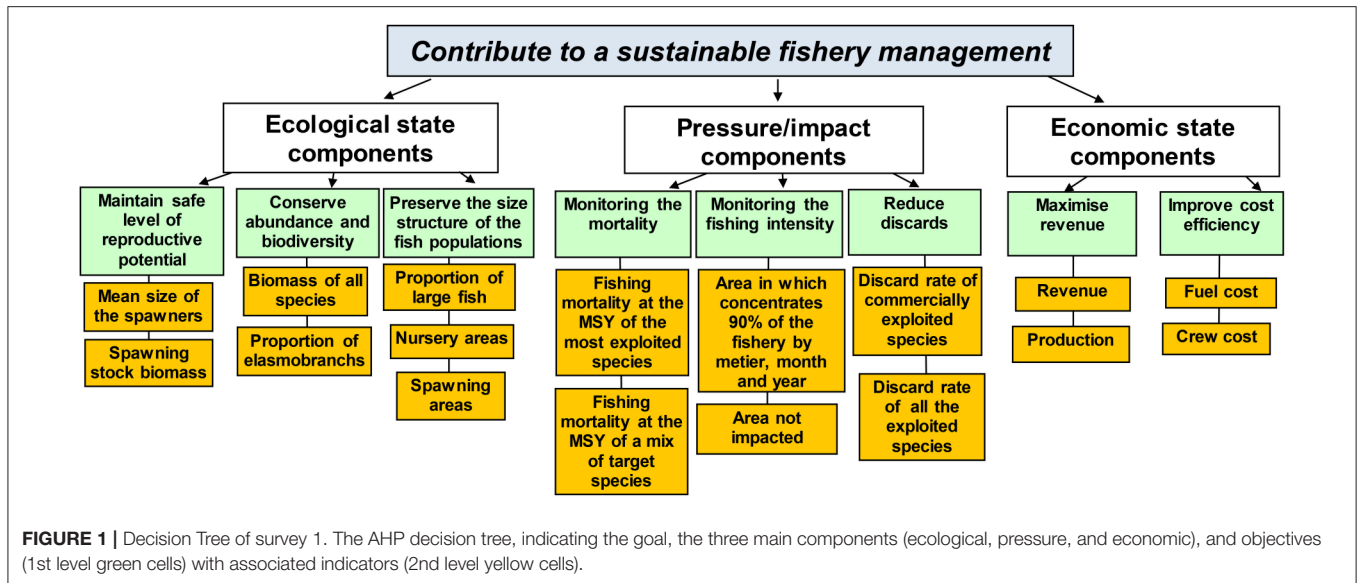 Contribute to a sustainable fishery management
Ecological state
components
Pressure/impact
components
Economic state
components
Maintain safe
level of
reproductive
potential
Mean size of
the spawners
Spawning
stock biomass
Conserve
abundance and
biodiversity
Biomass of all
species
Proportion
of elasmobranchs
Preserve the size
structure of the
fish populations
Proportion of
large fish
Nursery areas
Spawning
areas
Monitoring the
mortality
Fishing
mortality at the
MSY of the
most exploited
species
Fishing
mortality at the
MSY of a mix
of target
species
Monitoring the
fishing intensity
Area in which
concentrates
90% of the
fishery by
metier, month
and year
Area not
impacted
Reduce
discards
Discard rate of
commercially
exploited
species
Discard rate
of all the
exploited
species
Maximise
revenue
Revenue
Production
Improve cost
efficiency
Fuel cost
Crew cost
FIGURE 1 | Decision Tree of survey 1. The AHP decision tree, indicating the goal, the three main components (ecological, pressure, and economic), and objectives
(1st level green cells) with associated indicators (2nd level yellow cells).